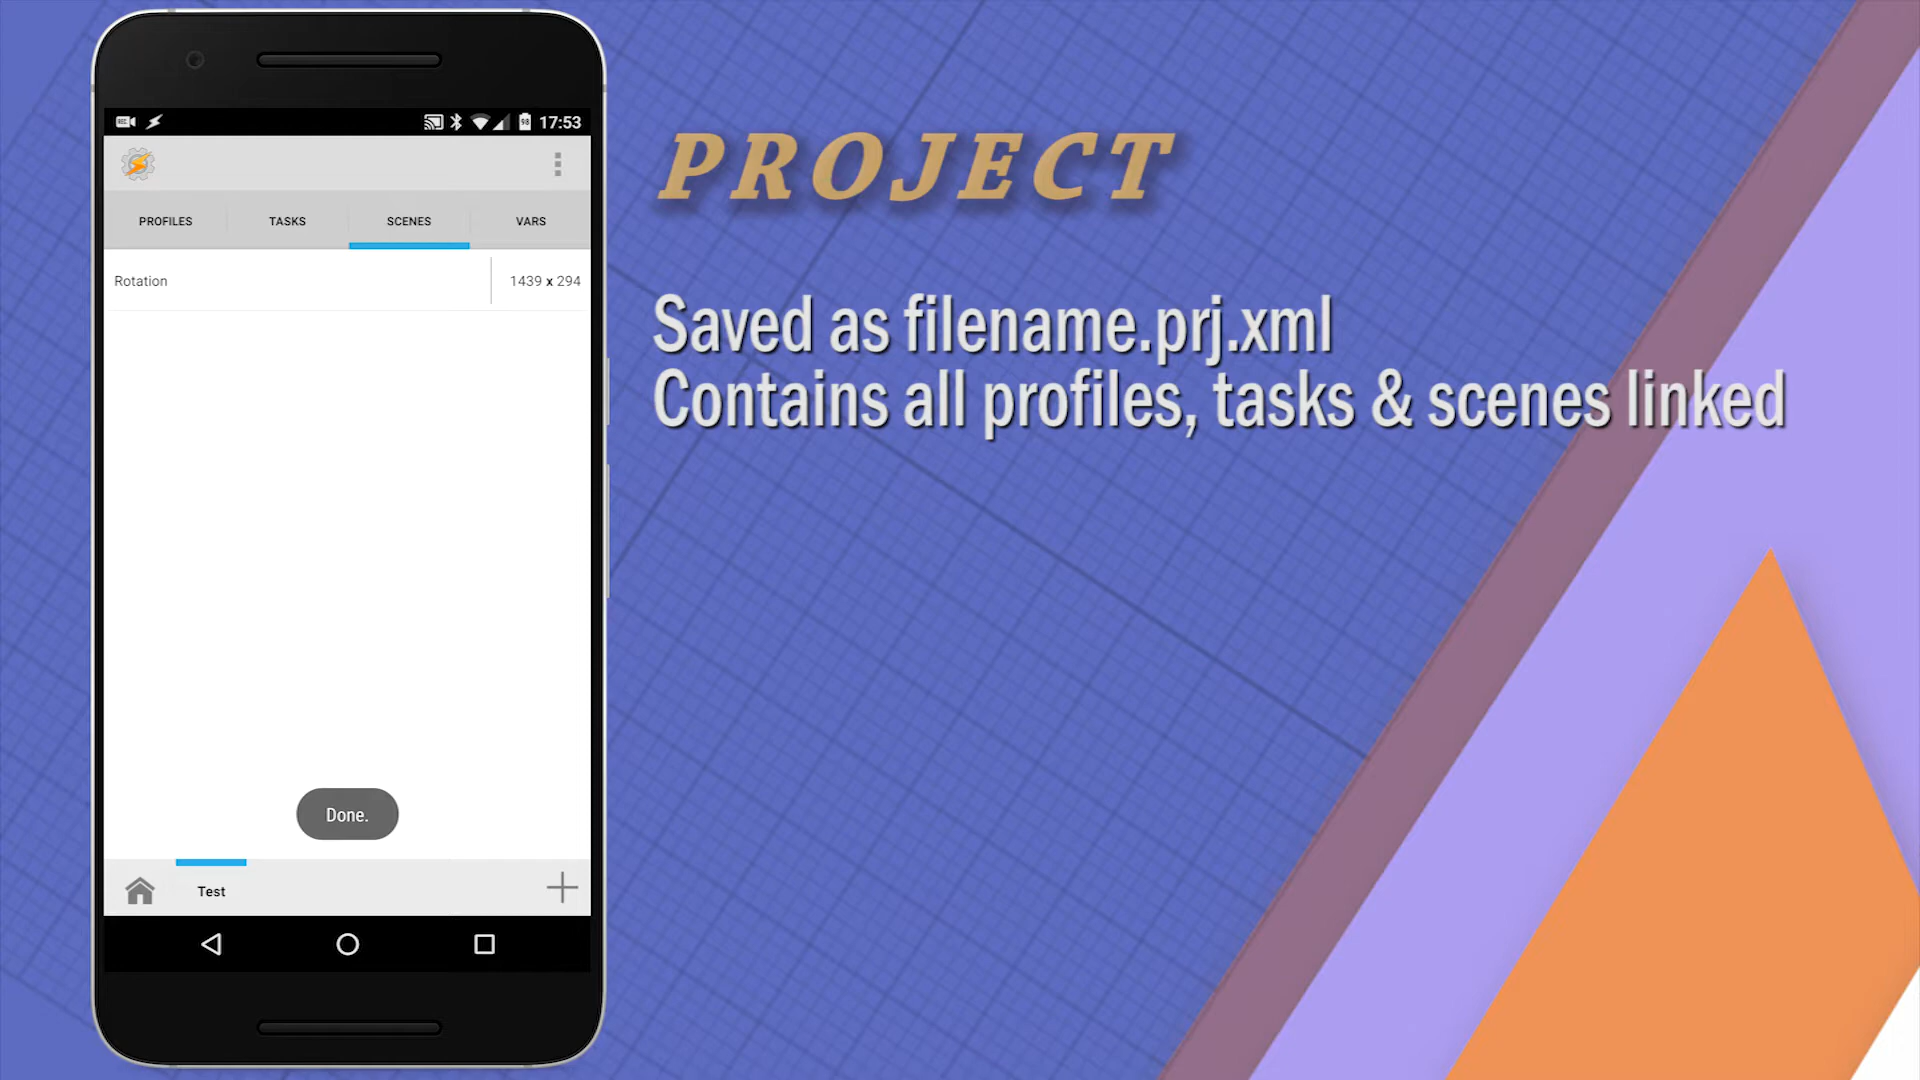 17:53
PROFILES TASKS SCENES VARS
Rotation 1439 x 294
Done.
Test
PROJECT
Saved as filename.prj.xml
Contains all profiles, tasks & scenes linked